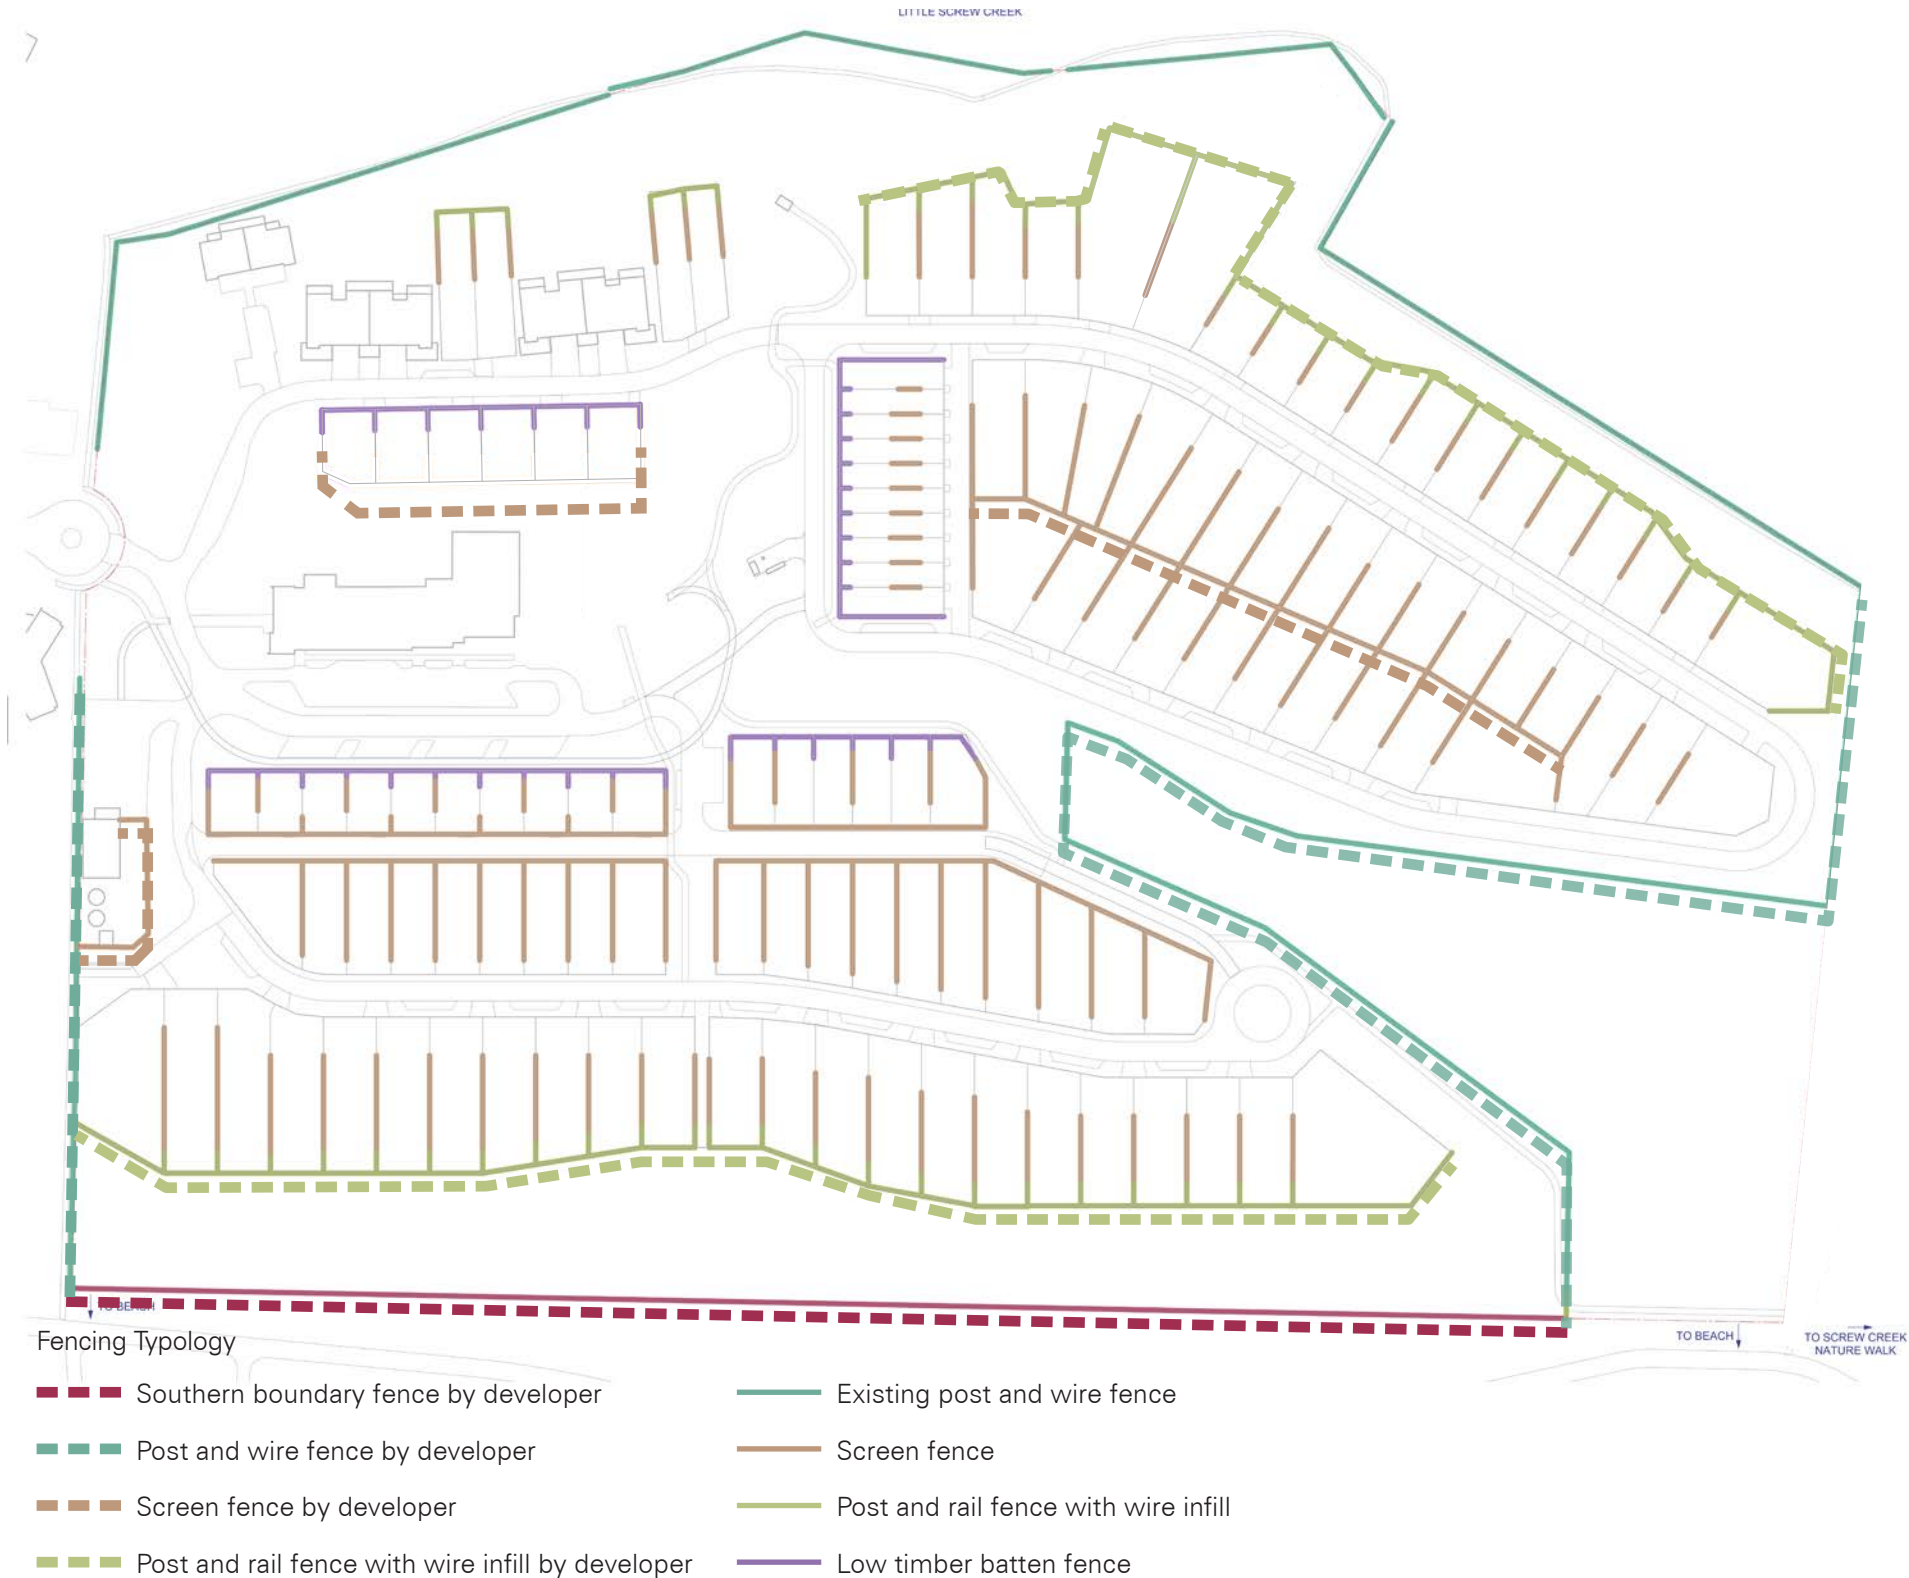 LITTLE SCREW CREEK
TO BEACH
TO BEACH
TO SCREW CREEK
NATURE WALK
Fencing Typology
Southern boundary fence by developer
Post and wire fence by developer
Screen fence by developer
Post and rail fence with wire infill by developer
Existing post and wire fence
Screen fence
Post and rail fence with wire infill
Low timber batten fence